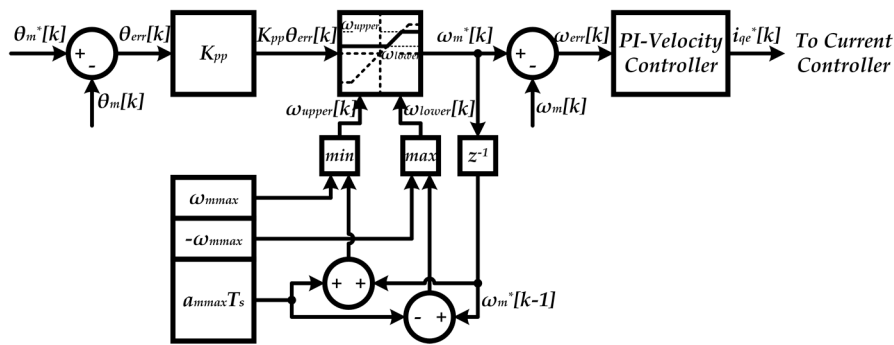 θm*[k]
+
-
θm[k]
θerr[k]
Kpp
Kppθerr[k]
ωupper
ωlower
ωm*[k]
+
-
ωm[k]
ωerr[k]
PI-Velocity
Controller
iqe*[k]
To Current
Controller
ωupper[k]
ωlower[k]
min
max
z-1
ωmmax
-ωmmax
ammaxTs
+ +
- +
ωm*[k-1]